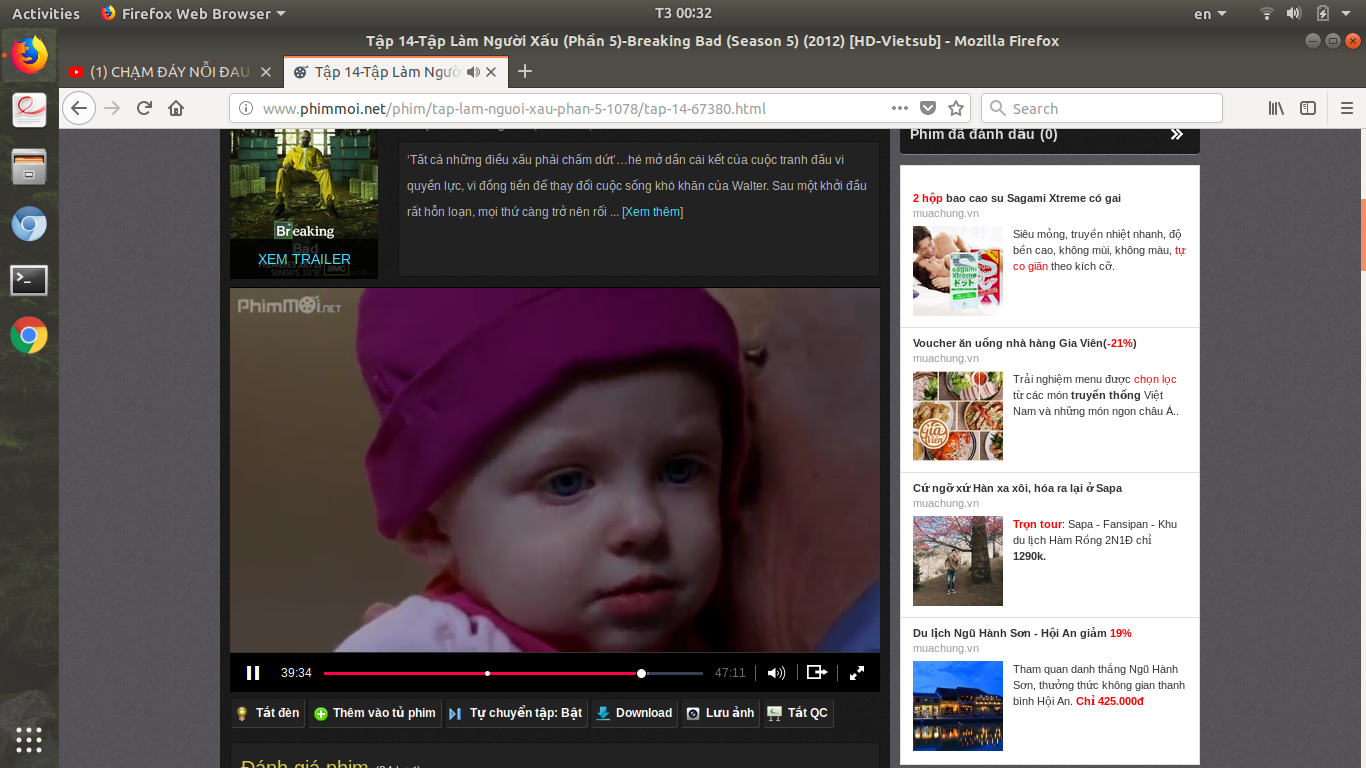 Activities
Firefox Web Browser
T3 00:32
en
Tập 14-Tập Làm Người Xấu (Phần 5)-Breaking Bad (Season 5) (2012) [HD-Vietsub] - Mozilla Firefox
(1) CHẠM ĐÁY NỖI ĐAU
Tập 14-Tập Làm Ngườ
www.phimmoi.net/phim/tap-lam-nguoi-xau-phan-5-1078/tap-14-67380.html
Search
‘Tất cả những điều xấu phải chấm dứt’…hé mở dần cái kết của cuộc tranh đấu vì
quyền lực, vì đồng tiền để thay đổi cuộc sống khó khăn của Walter. Sau một khởi đầu
rất hỗn loạn, mọi thứ càng trở nên rối ... [Xem thêm]
Breaking
Bad
XEM TRAILER
SUNDAYS 10/9C amc
PhimMới.NET
39:34
47:11
Tắt đèn
Thêm vào tủ phim
Tự chuyển tập: Bật
Download
Lưu ảnh
Tắt QC
Đánh giá phim
Phim đã đánh dấu (0)
2 hộp bao cao su Sagami Xtreme có gai
muachung.vn
Siêu mỏng, truyền nhiệt nhanh, độ
bền cao, không mùi, không màu, tự
co giãn theo kích cỡ.
Voucher ăn uống nhà hàng Gia Viên(-21%)
muachung.vn
Trải nghiệm menu được chọn lọc
từ các món truyền thống Việt
Nam và những món ngon châu Á..
Cứ ngỡ xứ Hàn xa xôi, hóa ra lại ở Sapa
muachung.vn
Trọn tour: Sapa - Fansipan - Khu
du lịch Hàm Rồng 2N1Đ chỉ
1290k.
Du lịch Ngũ Hành Sơn - Hội An giảm 19%
muachung.vn
Tham quan danh thắng Ngũ Hành
Sơn, thưởng thức không gian thanh
bình Hội An. Chỉ 425.000đ